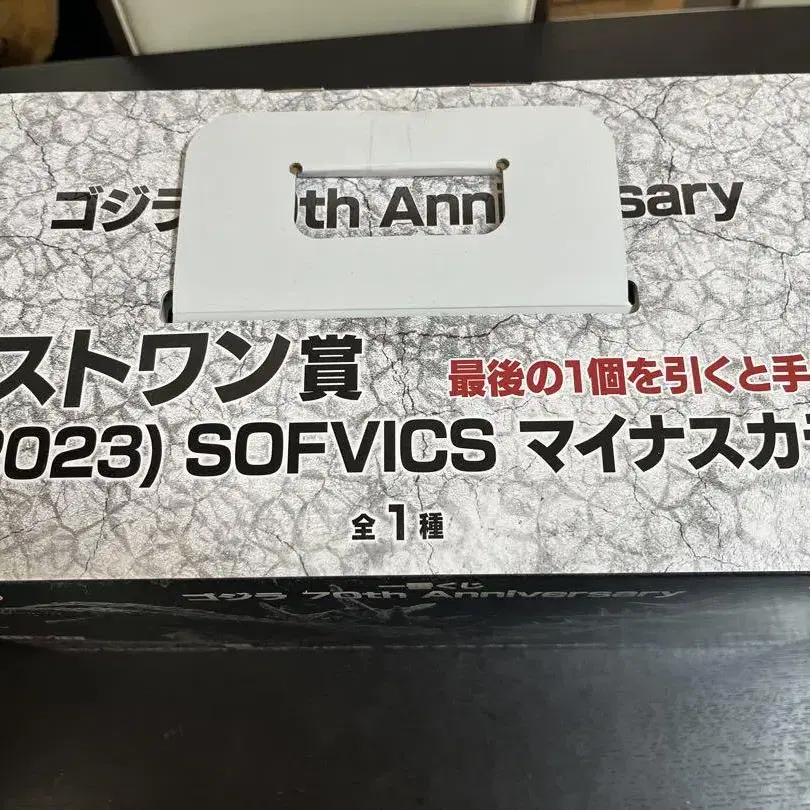 ゴジラ 0th Anni sary
ストワン賞 最後の1個を引くと手
2023) SOFVICS マイナスカラ
全1種
一番くじ
ゴジラ 70th Anniversary